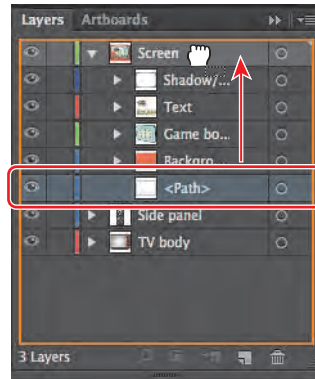 Layers Artboards
Screen
Shadow/...
Text
Game bo...
Backgro...
<Path>
Side panel
TV body
3 Layers